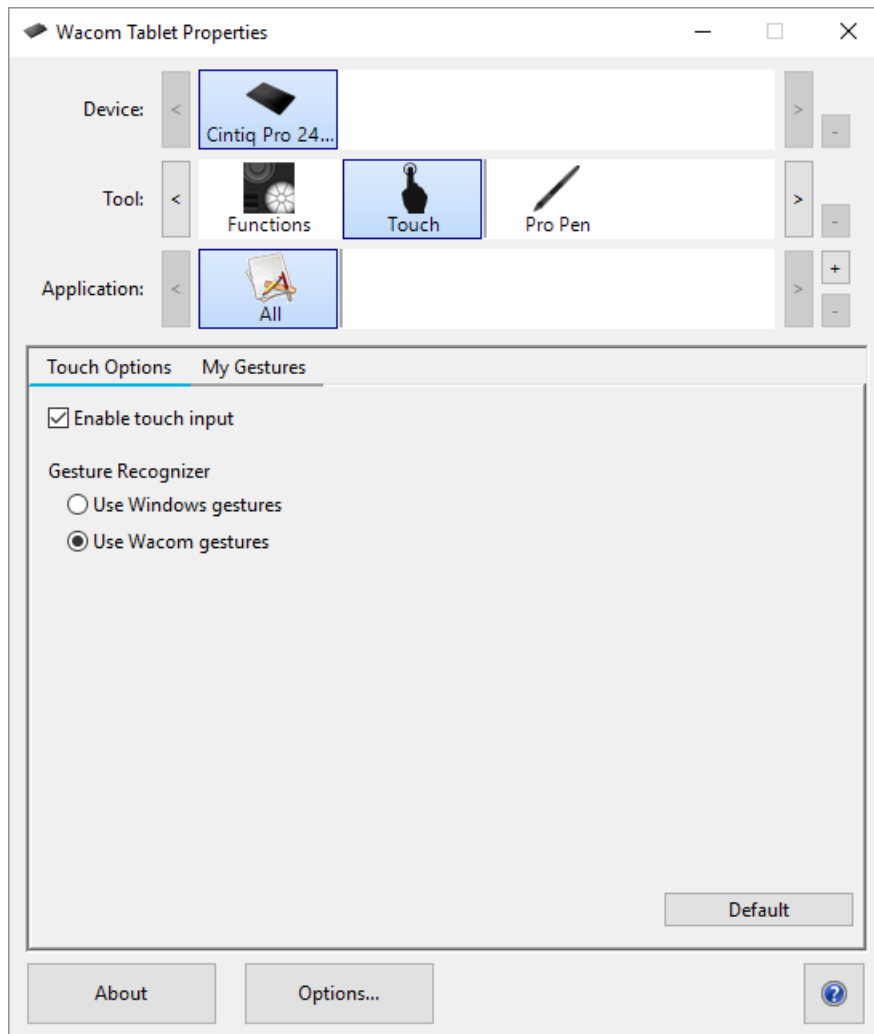 Wacom Tablet Properties
Device:
<
Cintiq Pro 24...
>
-
Tool:
<
Functions
Touch
Pro Pen
>
-
Application:
<
All
>
+
-
Touch Options
My Gestures
Enable touch input
Gesture Recognizer
Use Windows gestures
Use Wacom gestures
Default
About
Options...
?